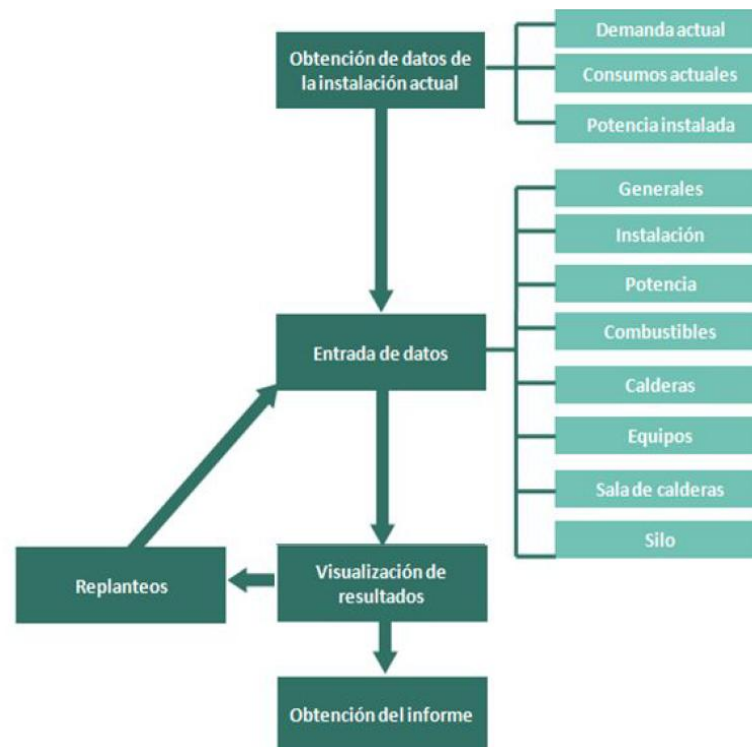 Obtención de datos de
la instalación actual
Demanda actual
Consumos actuales
Potencia instalada
Entrada de datos
Generales
Instalación
Potencia
Combustibles
Calderas
Equipos
Sala de calderas
Silo
Replanteos
Visualización de
resultados
Obtención del informe